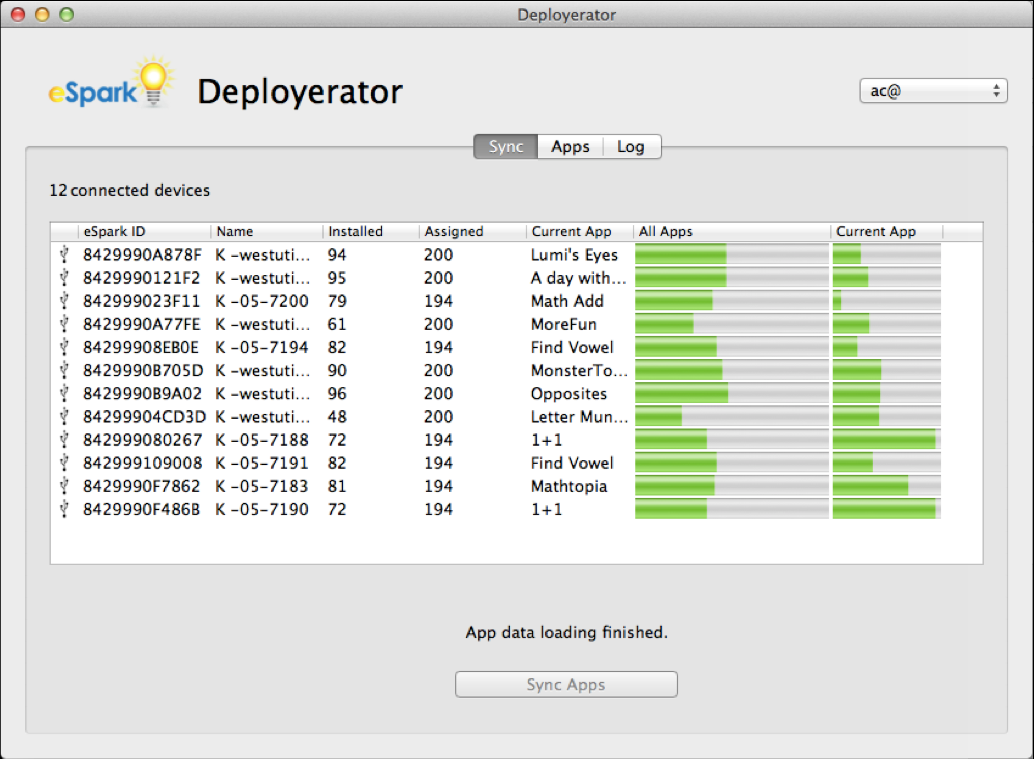 Deployerator
eSpark
Deployerator
ac@
Sync Apps Log
12 connected devices
eSpark ID Name Installed Assigned Current App All Apps Current App
8429990A878F K -westuti... 94 200 Lumi's Eyes
8429990121F2 K -westuti... 95 200 A day with...
842999023F11 K -05-7200 79 194 Math Add
8429990A77FE K -westuti... 61 200 MoreFun
84299908EB0E K -05-7194 82 194 Find Vowel
8429990B705D K -westuti... 90 200 MonsterTo...
8429990B9A02 K -westuti... 96 200 Opposites
84299904CD3D K -westuti... 48 200 Letter Mun...
842999080267 K -05-7188 72 194 1+1
842999109008 K -05-7191 82 194 Find Vowel
8429990F7862 K -05-7183 81 194 Mathtopia
8429990F486B K -05-7190 72 194 1+1
App data loading finished.
Sync Apps